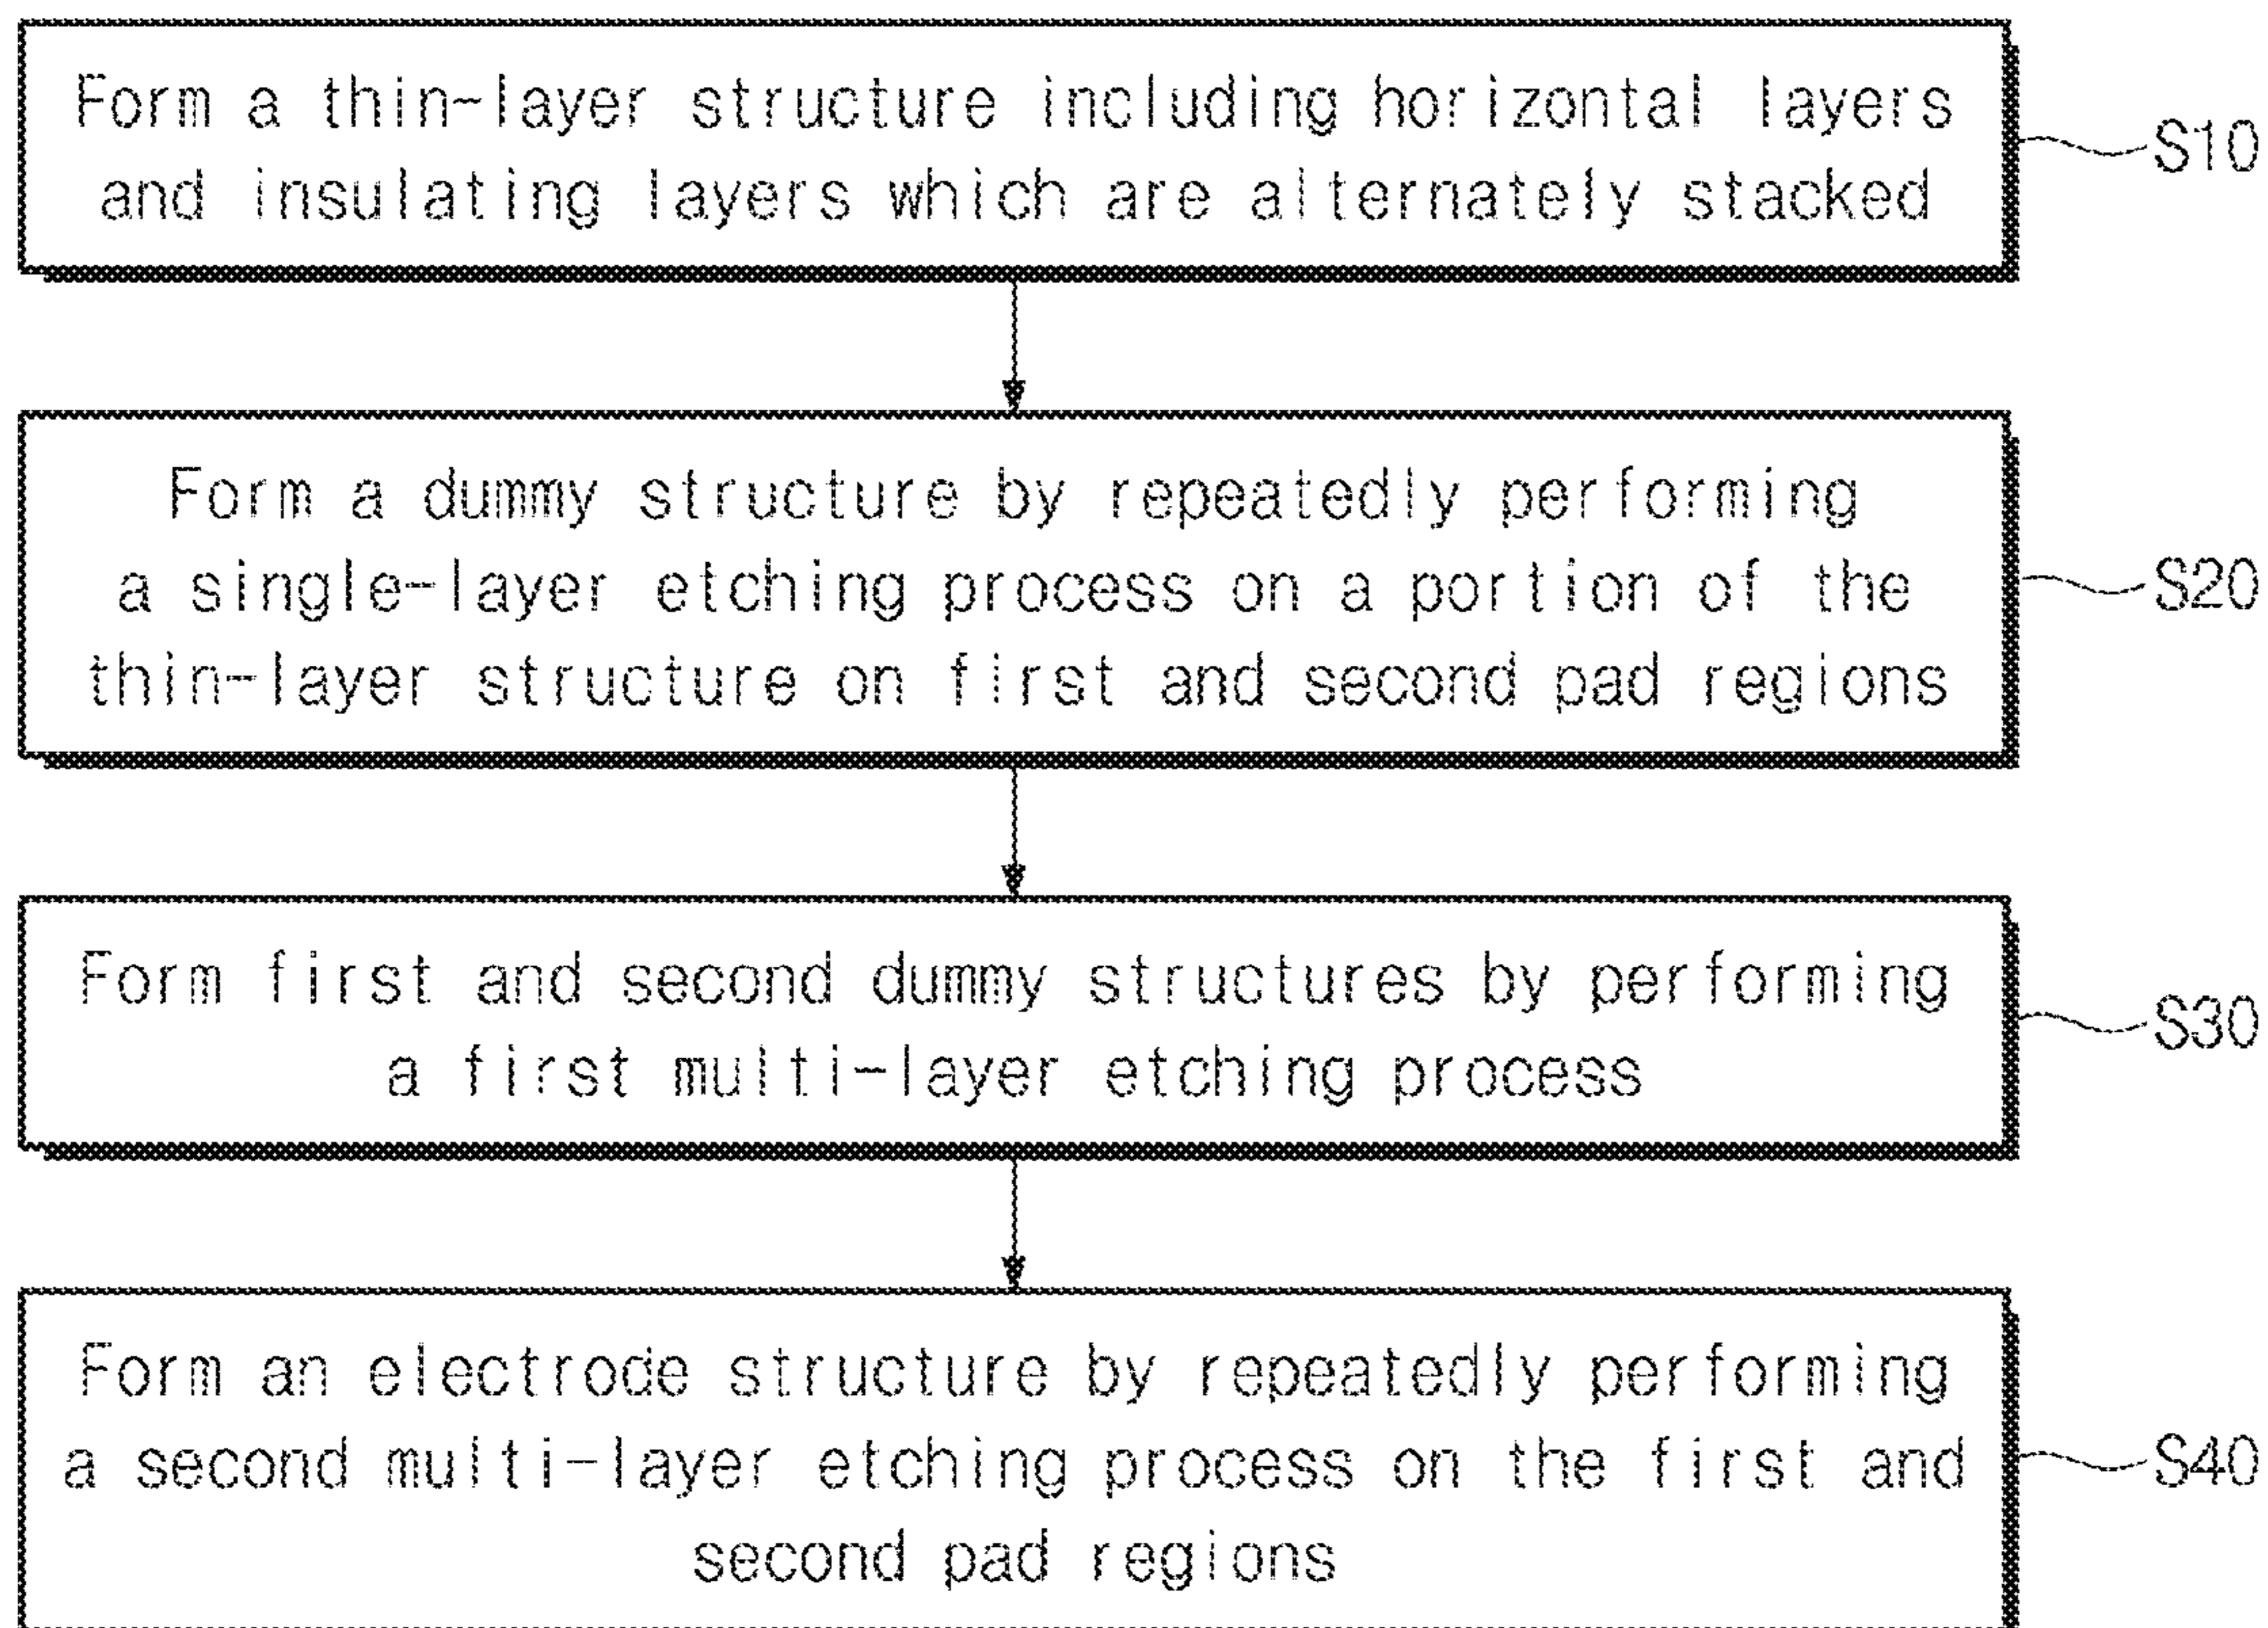 Form a thin-layer structure including horizontal layers
and insulating layers which are alternately stacked
S10
Form a dummy structure by repeatedly performing
a single-layer etching process on a portion of the
thin-layer structure on first and second pad regions
S20
Form first and second dummy structures by performing
a first multi-layer etching process
S30
Form an electrode structure by repeatedly performing
a second multi-layer etching process on the first and
second pad regions
S40